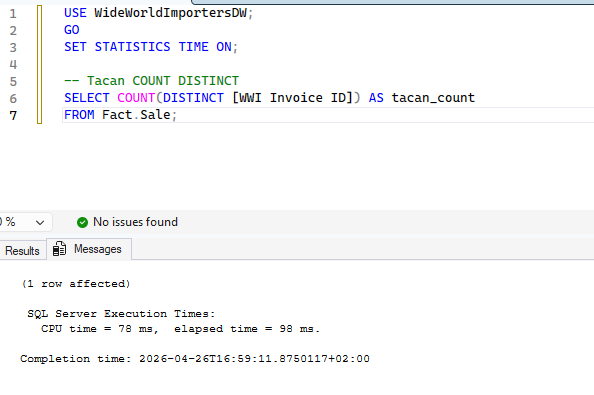 1 USE WideWorldImportersDW;
2 GO
3 SET STATISTICS TIME ON;
4
5 -- Tacan COUNT DISTINCT
6 SELECT COUNT(DISTINCT [WWI Invoice ID]) AS tacan_count
7 FROM Fact.Sale;
% No issues found
Results Messages
(1 row affected)
SQL Server Execution Times:
CPU time = 78 ms, elapsed time = 98 ms.
Completion time: 2026-04-26T16:59:11.8750117+02:00